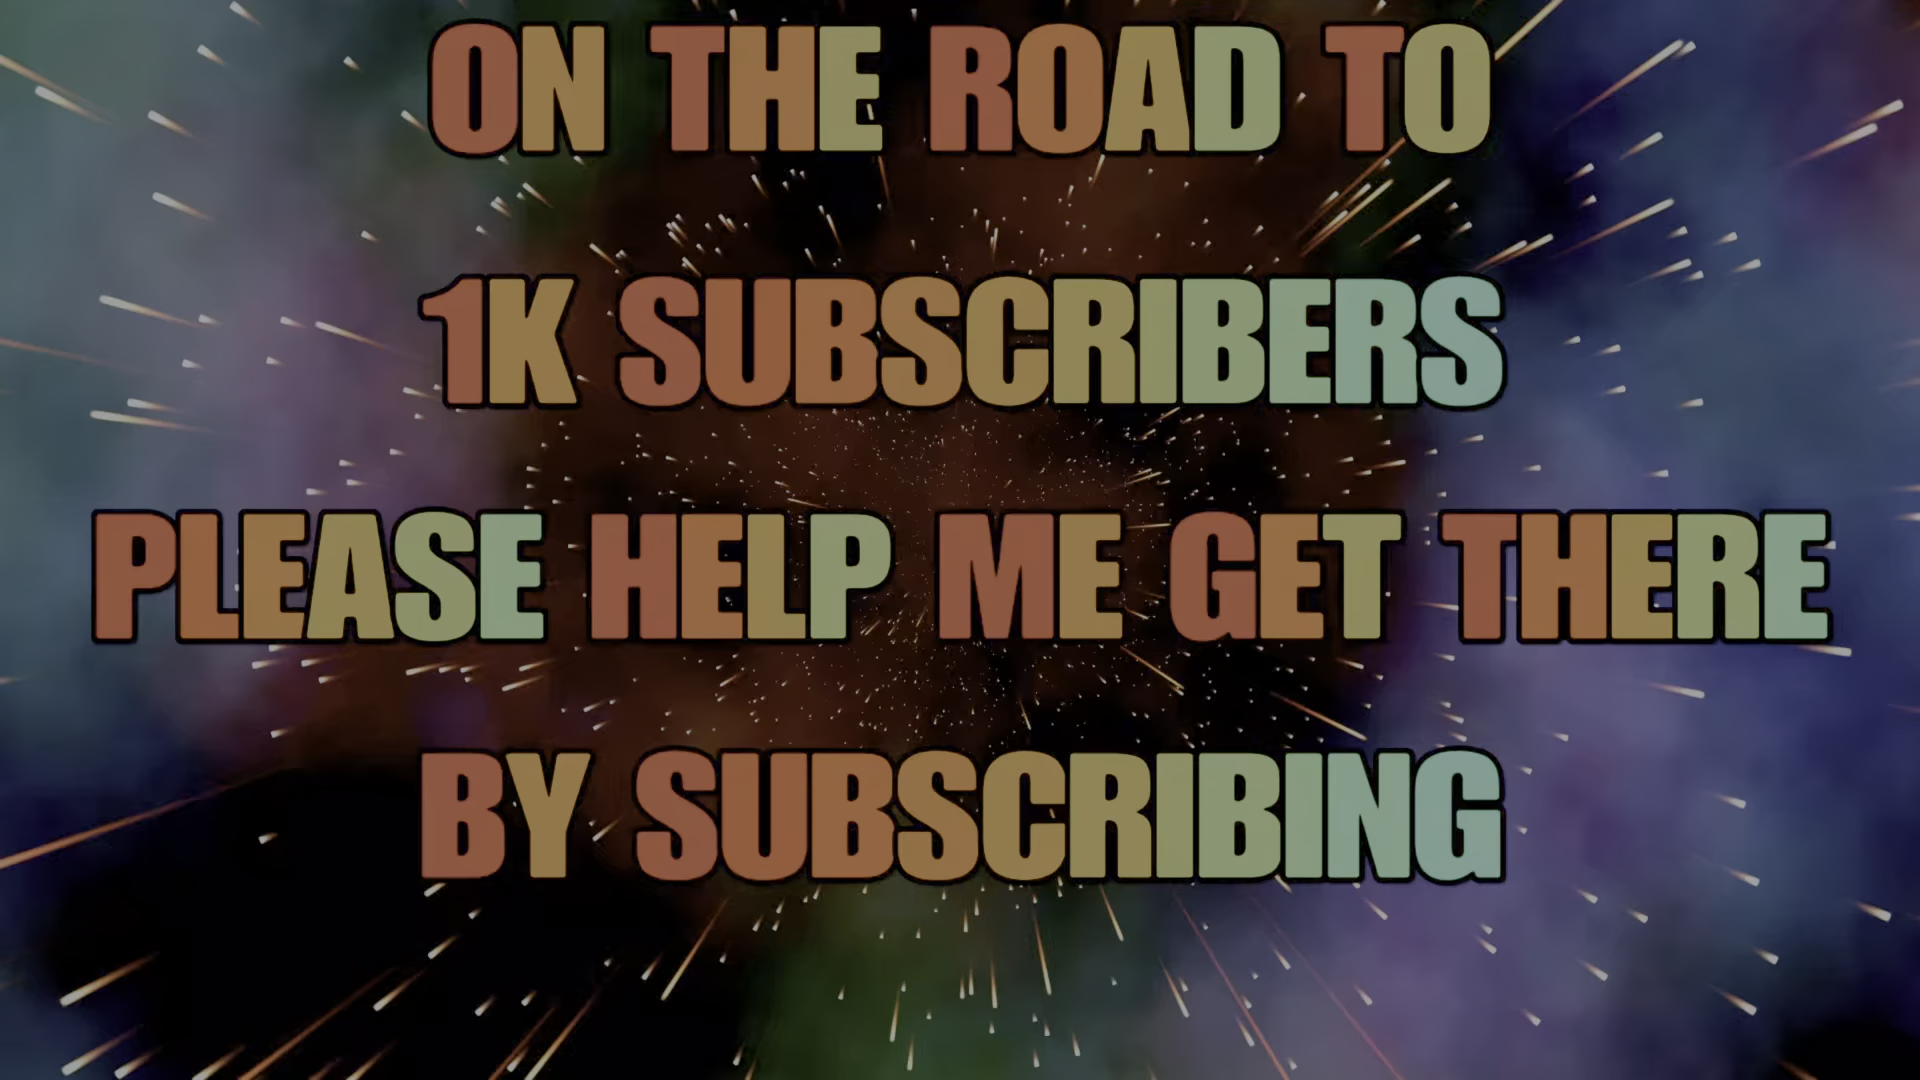 ON THE ROAD TO
1K SUBSCRIBERS
PLEASE HELP ME GET THERE
BY SUBSCRIBING